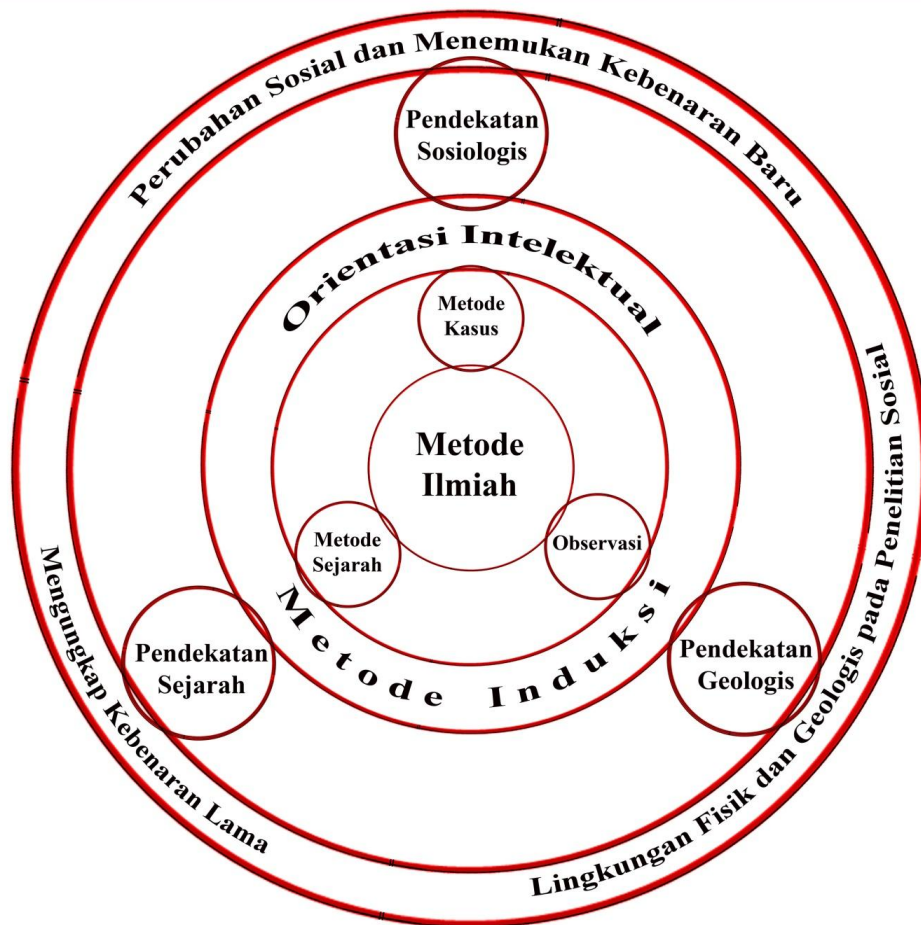 Perubahan Sosial dan Menemukan Kebenaran Baru
Pendekatan
Sosiologis
Orientasi Intelektual
Metode
Kasus
Metode
Ilmiah
Metode
Sejarah
Observasi
Metode Induksi
Pendekatan
Sejarah
Pendekatan
Geologis
Mengungkap Kebenaran Lama
Lingkungan Fisik dan Geologis pada Penelitian Sosial